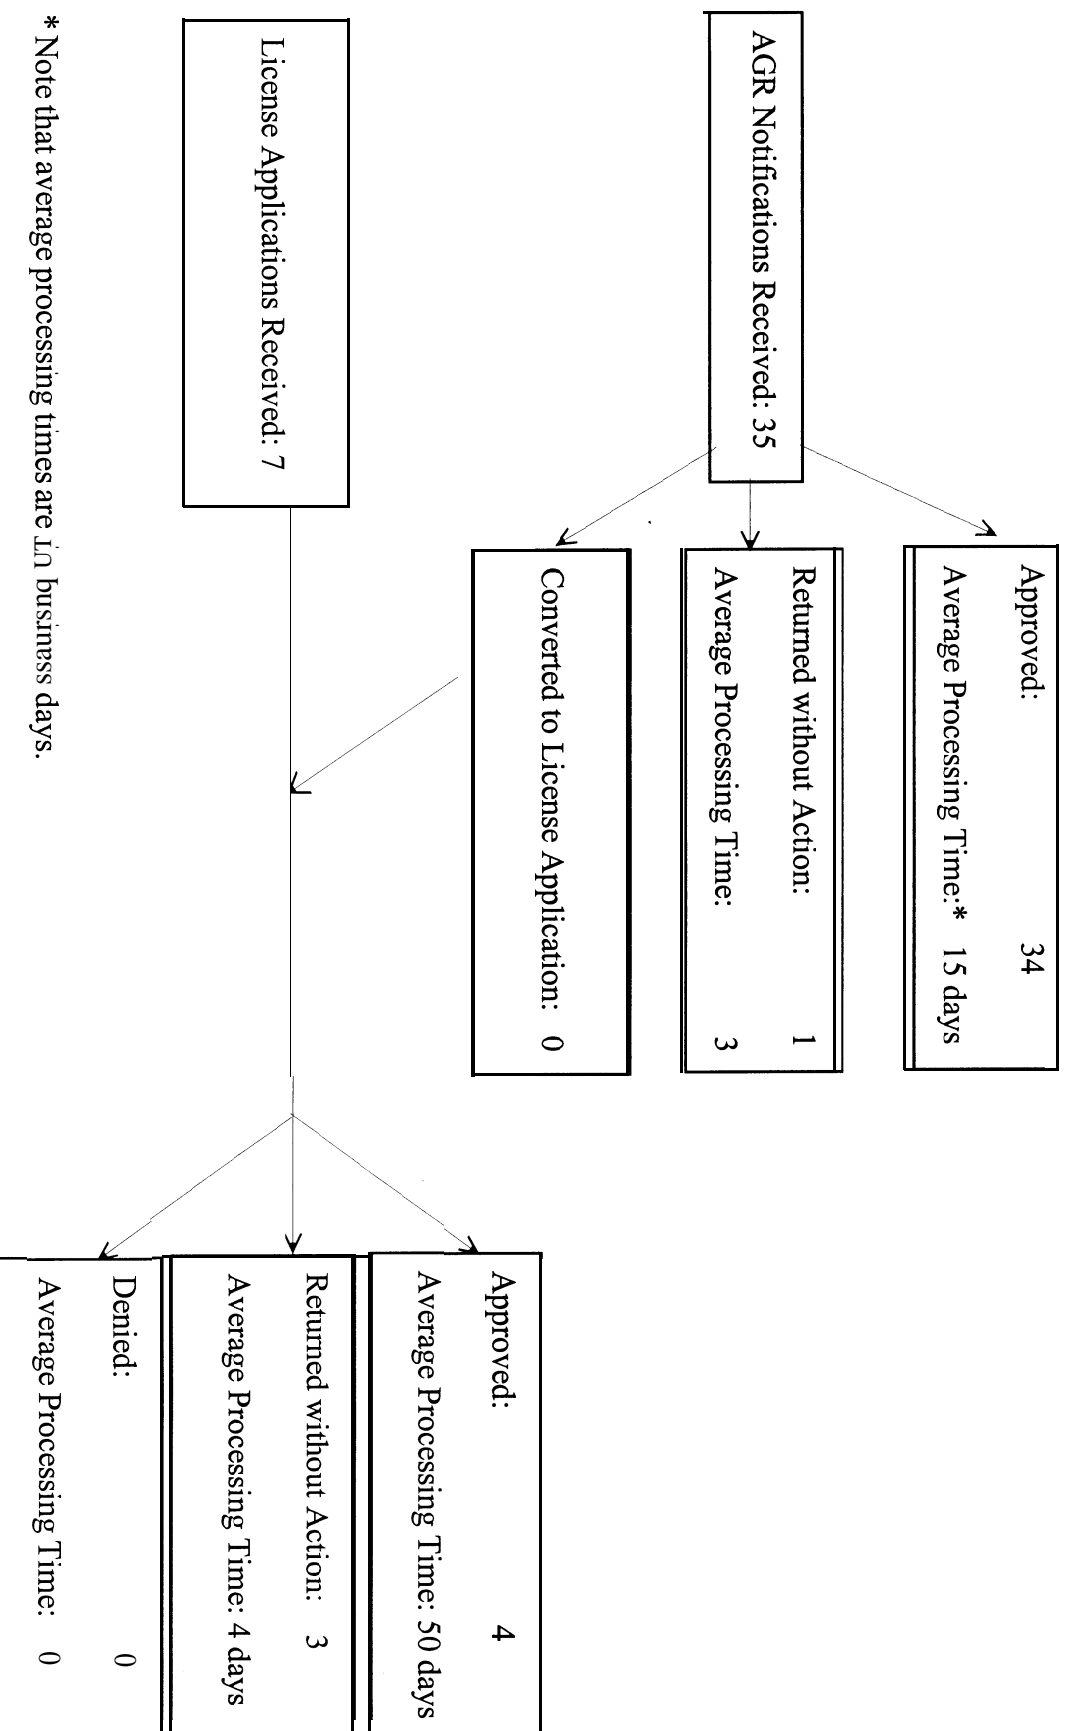 AGR Notifications Received: 35
Approved: 34
Average Processing Time:* 15 days
Returned without Action: 1
Average Processing Time: 3
Converted to License Application: 0
License Applications Received: 7
Approved: 4
Average Processing Time: 50 days
Returned without Action: 3
Average Processing Time: 4 days
Denied: 0
Average Processing Time: 0
* Note that average processing times are in business days.